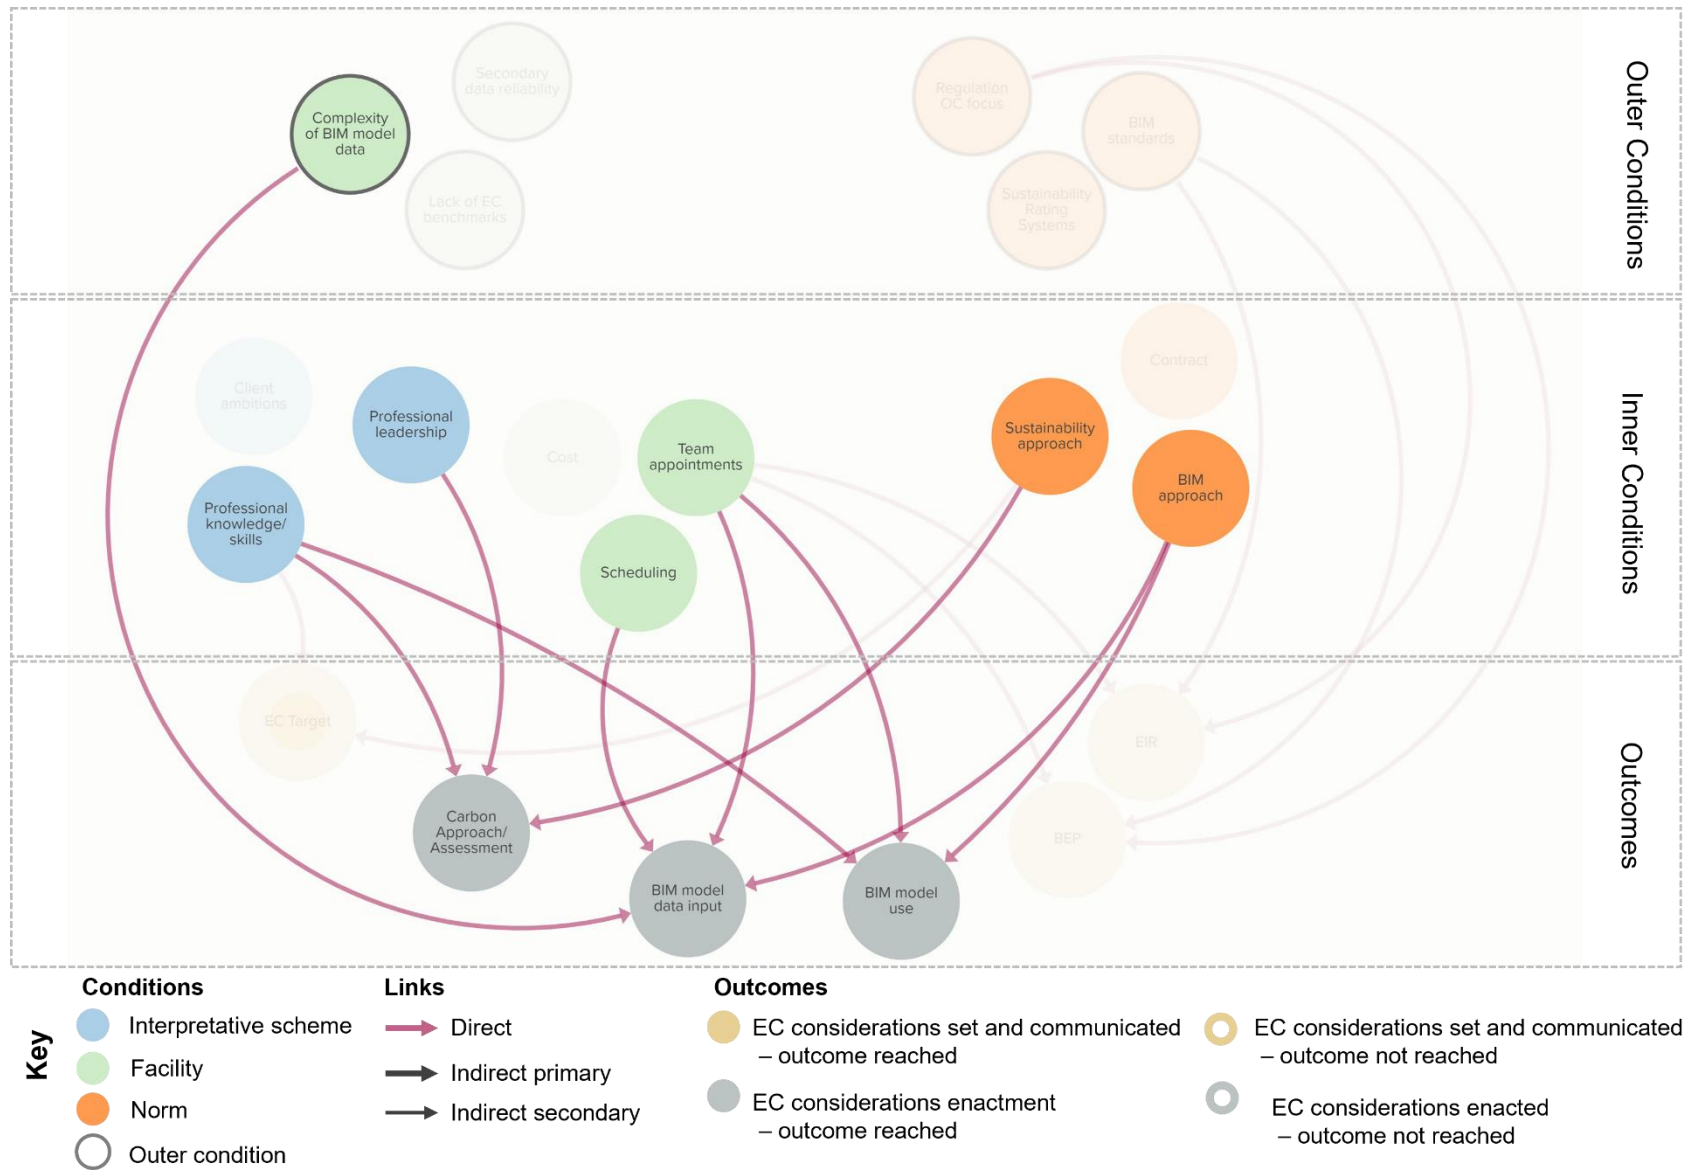 Secondary
data reliability
Complexity
of BIM model
data
Lack of EC
benchmarks
Regulation
OC focus
BIM
standards
Sustainability
Rating
Systems
Outer Conditions
Client
ambitions
Professional
leadership
Professional
knowledge/
skills
Cost
Team
appointments
Scheduling
Sustainability
approach
Contract
BIM
approach
Inner Conditions
EC Target
Carbon
Approach/
Assessment
BIM model
data input
BIM model
use
EIR
BEP
Outcomes
Key
Conditions
Interpretative scheme
Facility
Norm
Outer condition
Links
Direct
Indirect primary
Indirect secondary
Outcomes
EC considerations set and communicated
– outcome reached
EC considerations enactment
– outcome reached
EC considerations set and communicated
– outcome not reached
EC considerations enacted
– outcome not reached